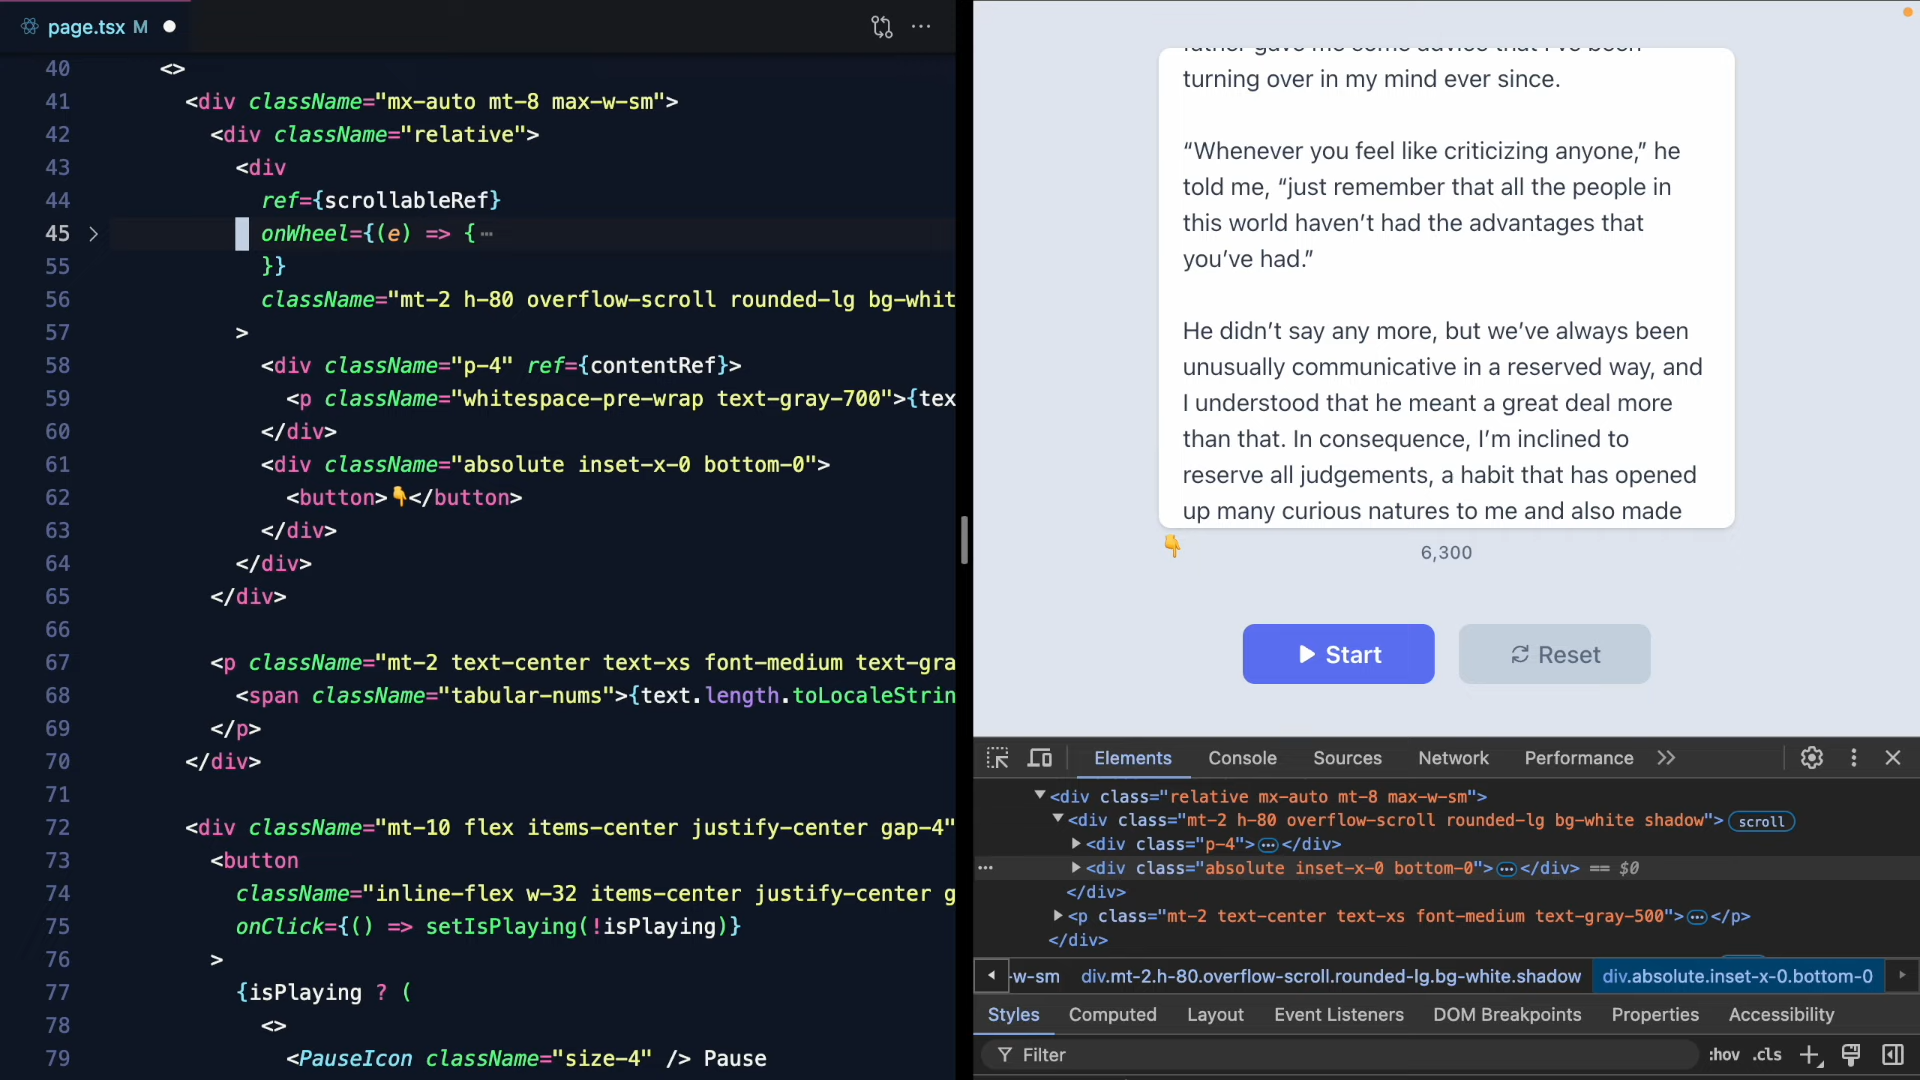 page.tsx M
40 <>
41 <div className="mx-auto mt-8 max-w-sm">
42 <div className="relative">
43 <div
44 ref={scrollableRef}
45 onWheel={(e) => { ⋯
55 }}
56 className="mt-2 h-80 overflow-scroll rounded-lg bg-whit
57 >
58 <div className="p-4" ref={contentRef}>
59 <p className="whitespace-pre-wrap text-gray-700">{tex
60 </div>
61 <div className="absolute inset-x-0 bottom-0">
62 <button>👇</button>
63 </div>
64 </div>
65 </div>
66
67 <p className="mt-2 text-center text-xs font-medium text-gra
68 <span className="tabular-nums">{text.length.toLocaleStrin
69 </p>
70 </div>
71
72 <div className="mt-10 flex items-center justify-center gap-4"
73 <button
74 className="inline-flex w-32 items-center justify-center g
75 onClick={() => setIsPlaying(!isPlaying)}
76 >
77 {isPlaying ? (
78 <>
79 <PauseIcon className="size-4" /> Pause
father gave me some advice that I've been
turning over in my mind ever since.
“Whenever you feel like criticizing anyone,” he
told me, “just remember that all the people in
this world haven’t had the advantages that
you’ve had.”
He didn’t say any more, but we’ve always been
unusually communicative in a reserved way, and
I understood that he meant a great deal more
than that. In consequence, I’m inclined to
reserve all judgements, a habit that has opened
up many curious natures to me and also made
👇
6,300
Start
Reset
Elements Console Sources Network Performance
<div class="relative mx-auto mt-8 max-w-sm">
<div class="mt-2 h-80 overflow-scroll rounded-lg bg-white shadow"> scroll
<div class="p-4">⋯</div>
<div class="absolute inset-x-0 bottom-0">⋯</div> == $0
</div>
<p class="mt-2 text-center text-xs font-medium text-gray-500">⋯</p>
</div>
-w-sm div.mt-2.h-80.overflow-scroll.rounded-lg.bg-white.shadow div.absolute.inset-x-0.bottom-0
Styles Computed Layout Event Listeners DOM Breakpoints Properties Accessibility
Filter :hov .cls